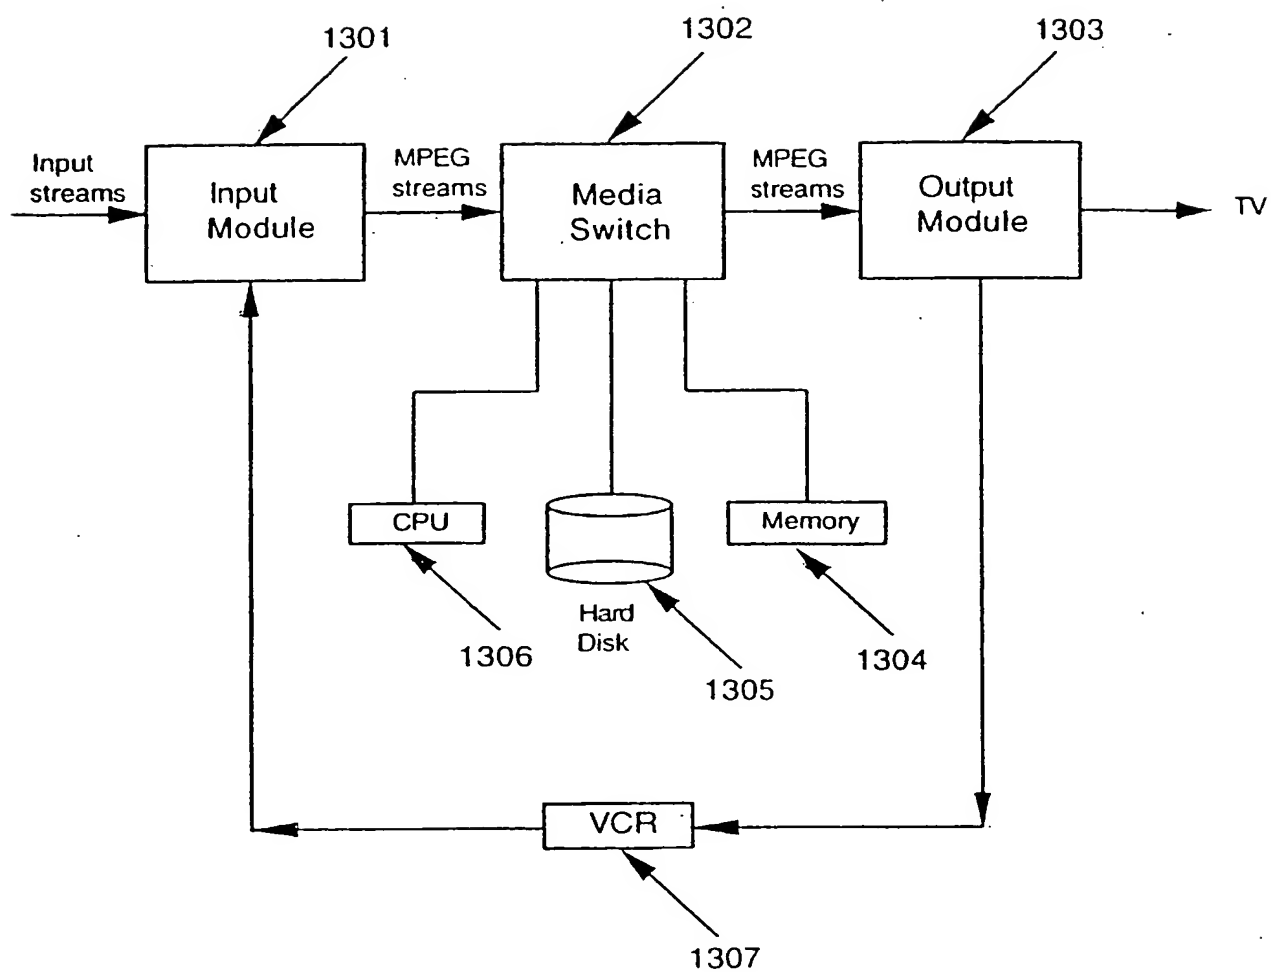 1301
1302
1303
Input
streams
Input
Module
MPEG
streams
Media
Switch
MPEG
streams
Output
Module
TV
CPU
Memory
Hard
Disk
1306
1305
1304
VCR
1307